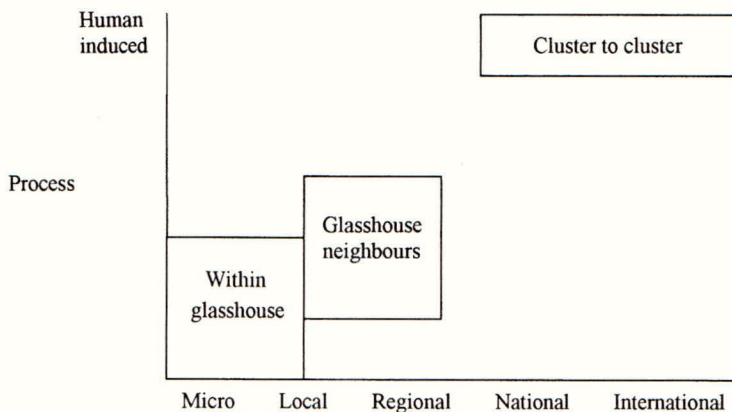 Human
induced
Cluster to cluster
Process
Glasshouse
neighbours
Within
glasshouse
Micro Local Regional National International